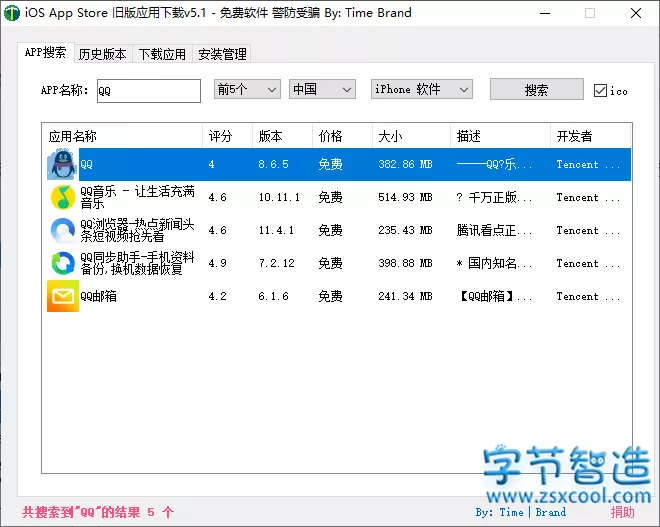 iOS App Store 旧版应用下载v5.1 - 免费软件 警防受骗 By: Time Brand
APP搜索 历史版本 下载应用 安装管理
APP名称: QQ 前5个 中国 iPhone 软件 搜索 ico
应用名称 评分 版本 价格 大小 描述 开发者
QQ 4 8.6.5 免费 382.86 MB ─────QQ?乐... Tencent ...
QQ音乐 - 让生活充满
音乐 4.6 10.11.1 免费 514.93 MB ? 千万正版... Tencent ...
QQ浏览器-热点新闻头
条短视频抢先看 4.6 11.4.1 免费 235.43 MB 腾讯看点正... Tencent ...
QQ同步助手-手机资料
备份,换机数据恢复 4.9 7.2.12 免费 398.88 MB * 国内知名... Tencent ...
QQ邮箱 4.2 6.1.6 免费 241.34 MB 【QQ邮箱】... Tencent ...
字节智造
www.zsxcool.com
共搜索到"QQ"的结果 5 个 By: Time|Brand 捐助